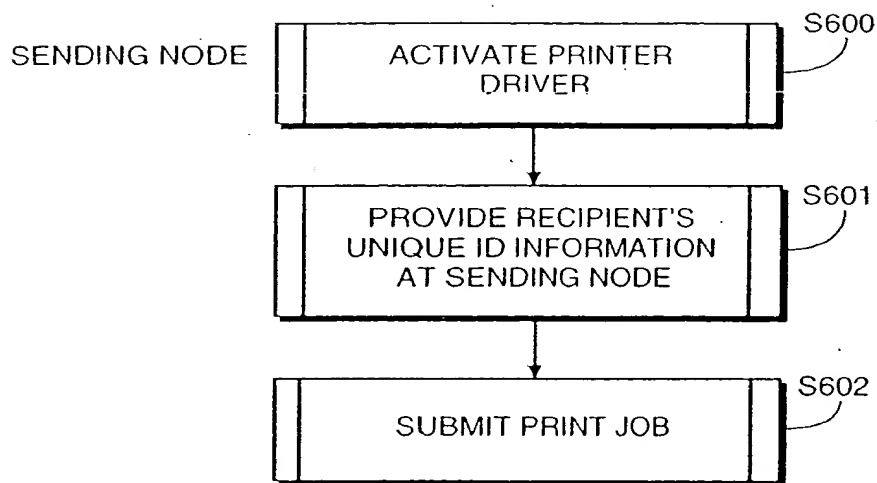 S600
SENDING NODE
ACTIVATE PRINTER
DRIVER
S601
PROVIDE RECIPIENT'S
UNIQUE ID INFORMATION
AT SENDING NODE
S602
SUBMIT PRINT JOB